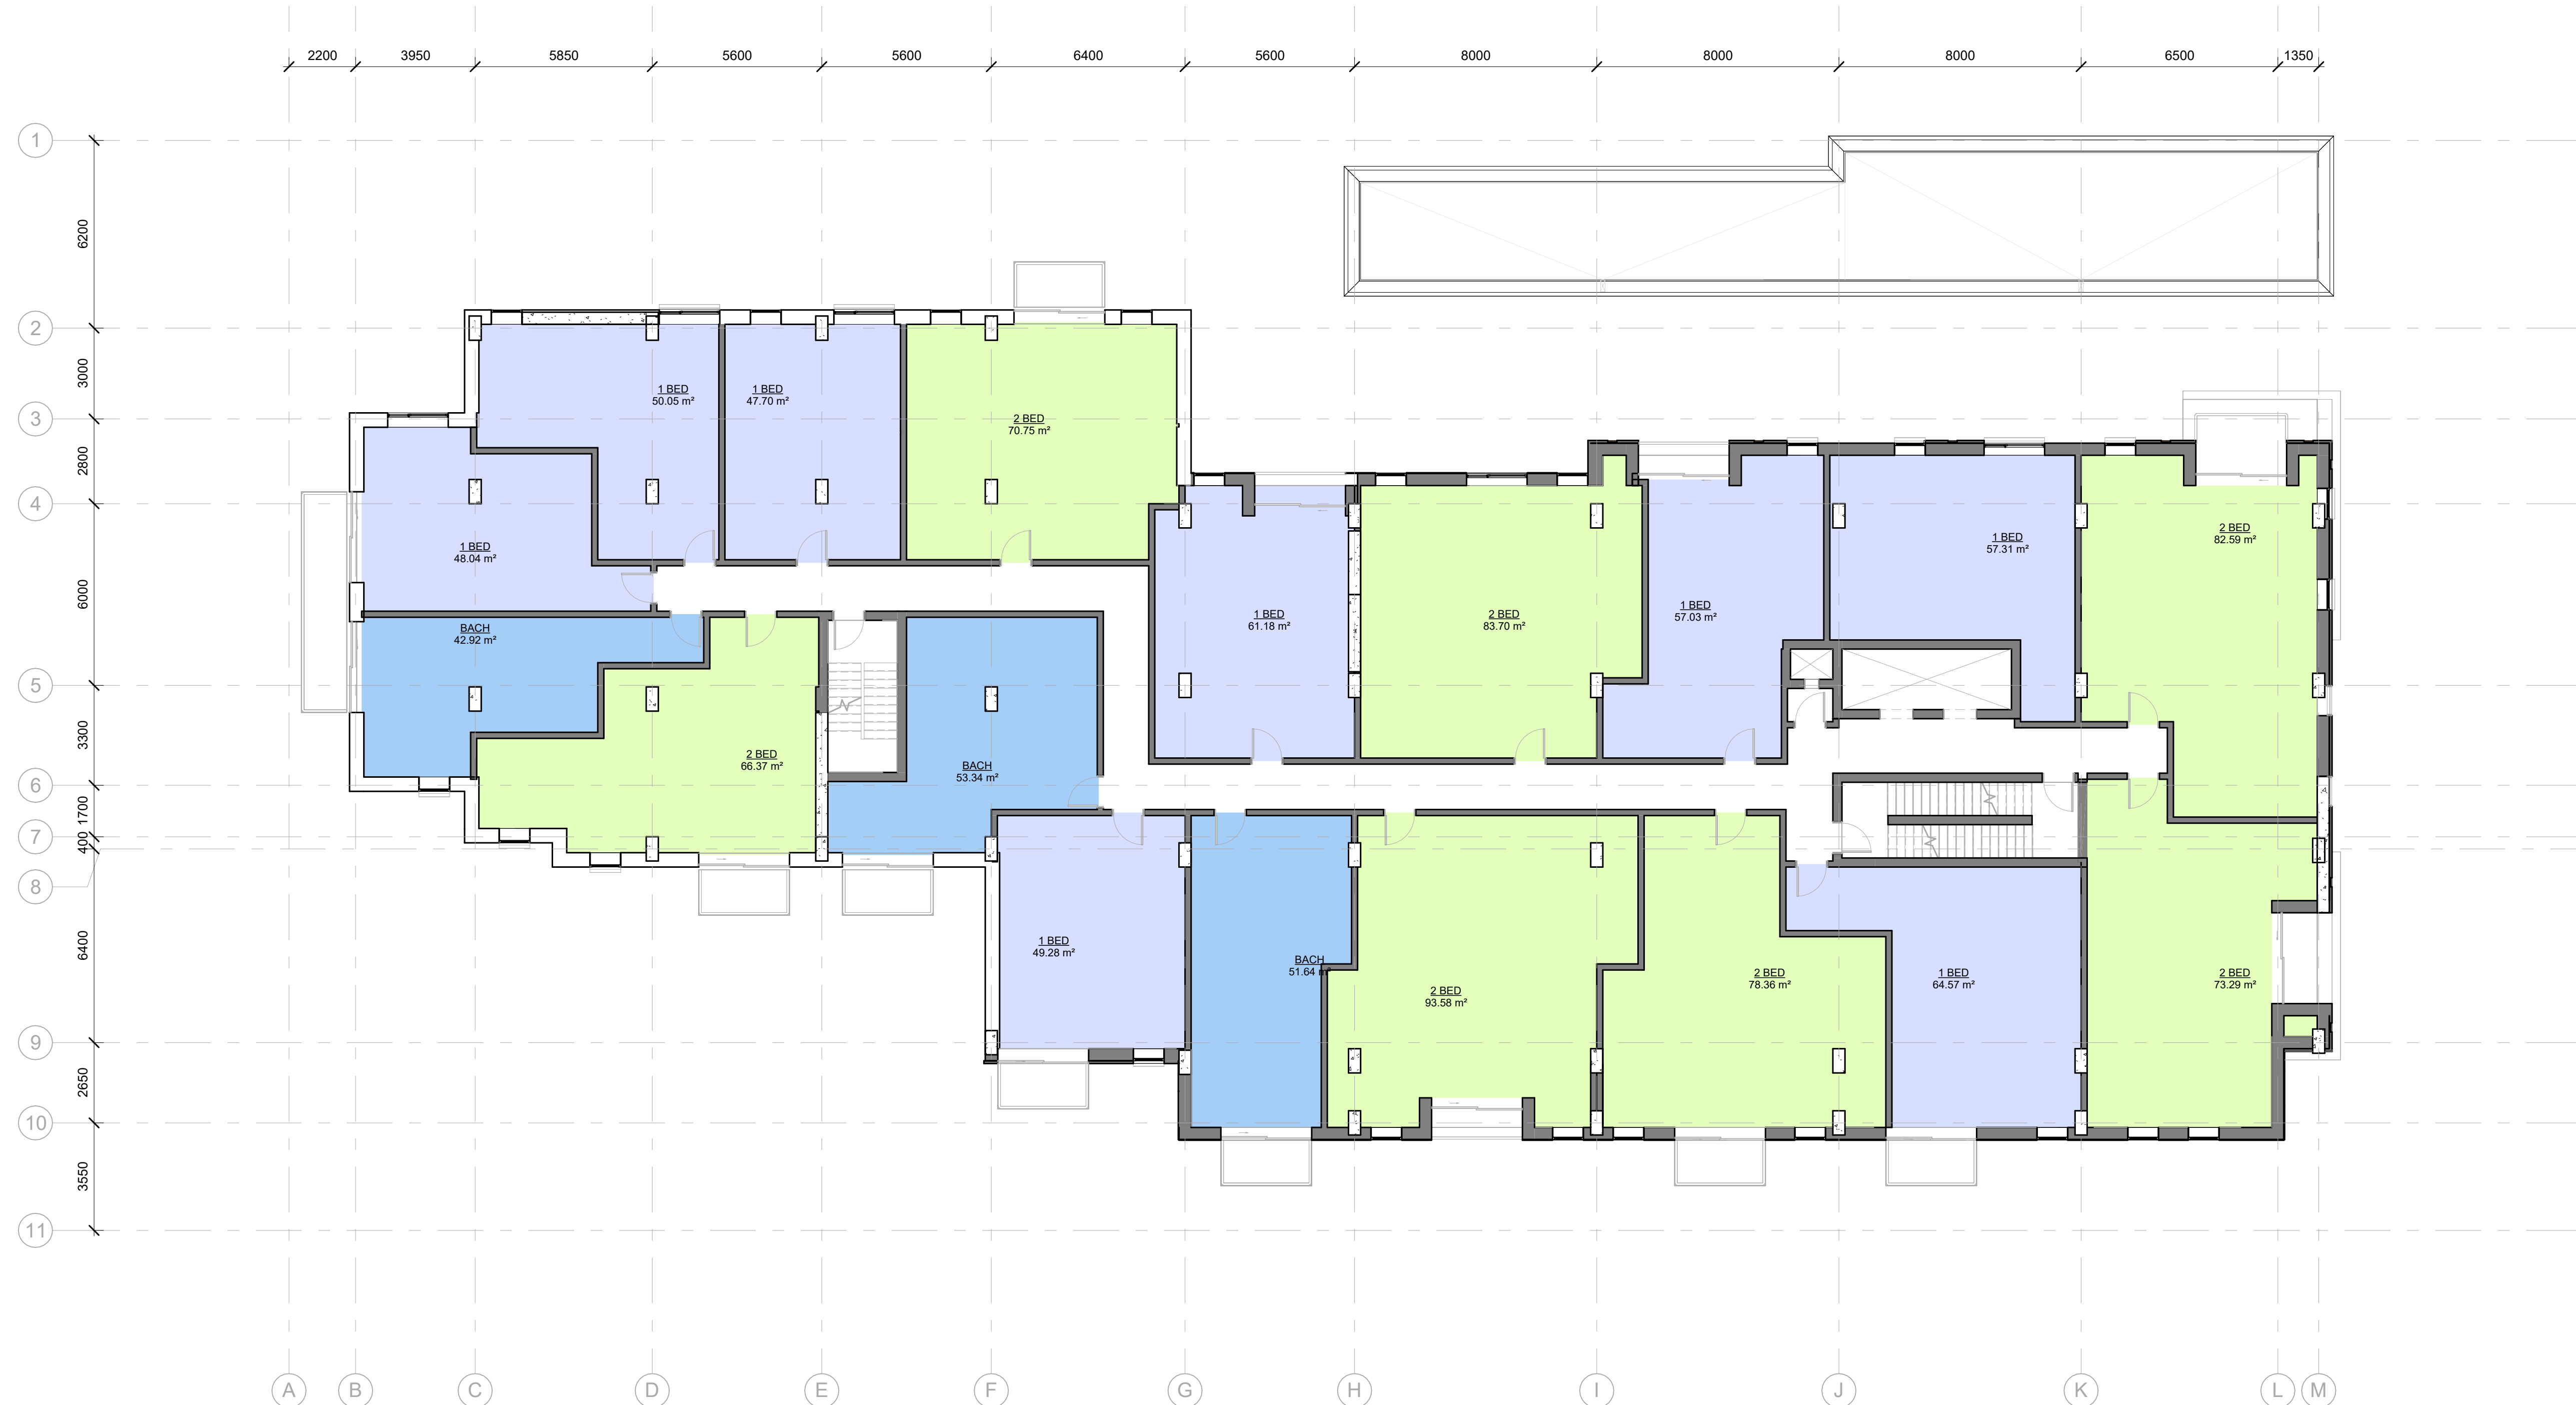 2200 3950 5850 5600 5600 6400 5600 8000 8000 8000 6500 1350
1
6200
2
3000
3
2800
4
6000
5
3300
6
1700
7
400
8
6400
9
2650
10
3550
11
1 BED
50.05 m²
1 BED
47.70 m²
2 BED
70.75 m²
1 BED
48.04 m²
2 BED
82.59 m²
1 BED
57.31 m²
1 BED
57.03 m²
1 BED
61.18 m²
2 BED
83.70 m²
BACH
42.92 m²
2 BED
66.37 m²
BACH
53.34 m²
1 BED
49.28 m²
BACH
51.64 m²
2 BED
93.58 m²
2 BED
78.36 m²
1 BED
64.57 m²
2 BED
73.29 m²
A B C D E F G H I J K L M